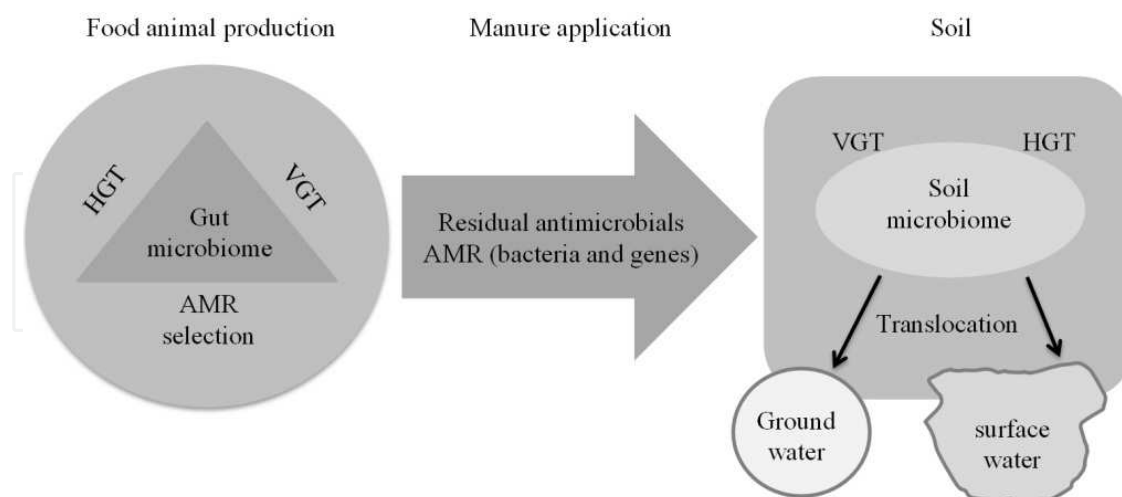 Food animal production
Manure application
Soil
HGT
VGT
Gut
microbiome
AMR
selection
Residual antimicrobials
AMR (bacteria and genes)
VGT
HGT
Soil
microbiome
Translocation
Ground
water
surface
water